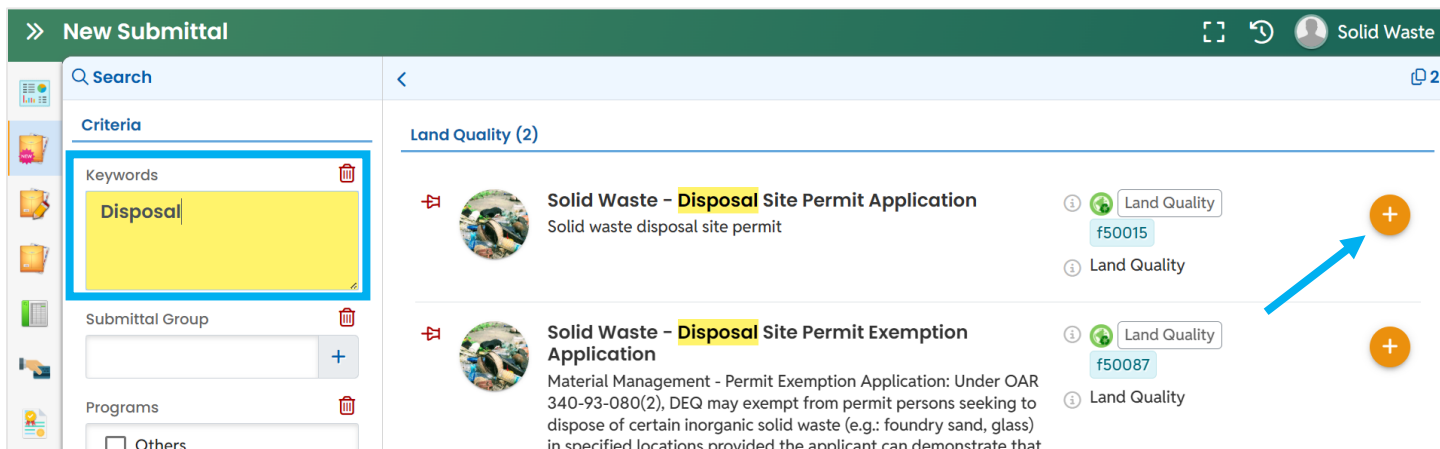 New Submittal
Solid Waste
Search
2
Criteria
Land Quality (2)
Keywords
Disposal
Solid Waste – Disposal Site Permit Application
Solid waste disposal site permit
Land Quality
f50015
Land Quality
Submittal Group
Solid Waste – Disposal Site Permit Exemption
Application
Material Management - Permit Exemption Application: Under OAR
340-93-080(2), DEQ may exempt from permit persons seeking to
dispose of certain inorganic solid waste (e.g.: foundry sand, glass)
in specified locations provided the applicant can demonstrate that
Land Quality
f50087
Land Quality
Programs
Others